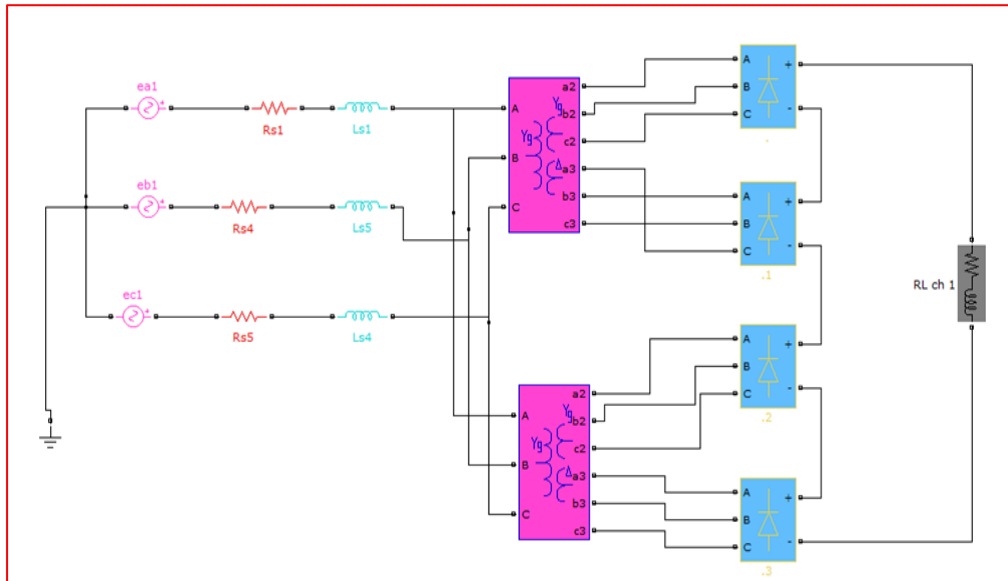 ea1
Rs1
Ls1
eb1
Rs4
Ls5
ec1
Rs5
Ls4
A
B
C
Yg
Yg
Δ
a2
b2
c2
a3
b3
c3
A
B
C
Yg
Yg
Δ
a2
b2
c2
a3
b3
c3
A
B
C
+
-
.
A
B
C
+
-
.1
A
B
C
+
-
.2
A
B
C
+
-
.3
RL ch 1